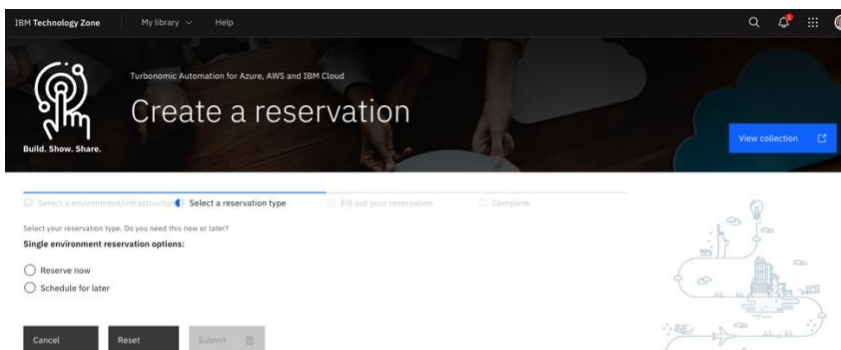 IBM Technology Zone My library Help
Turbonomic Automation for Azure, AWS and IBM Cloud
Create a reservation
Build. Show. Share.
View collection
Select a environment/infrastructure Select a reservation type Fill out your reservation Complete
Select your reservation type. Do you need this now or later?
Single environment reservation options:
Reserve now
Schedule for later
Cancel Reset Submit